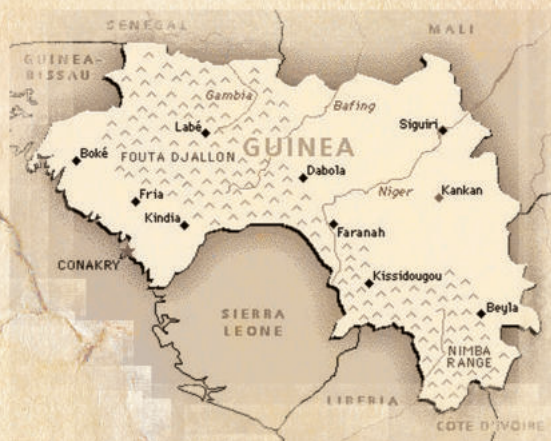 SENEGAL
MALI
GUINEA-
BISSAU
Gambia
Bafing
Labé
Siguiri
GUINEA
Boké
FOUTA DJALLON
Dabola
Fria
Niger
Kankan
Kindia
Faranah
CONAKRY
Kissidougou
SIERRA
LEONE
Beyla
NIMBA
RANGE
LIBERIA
COTE D'IVOIRE